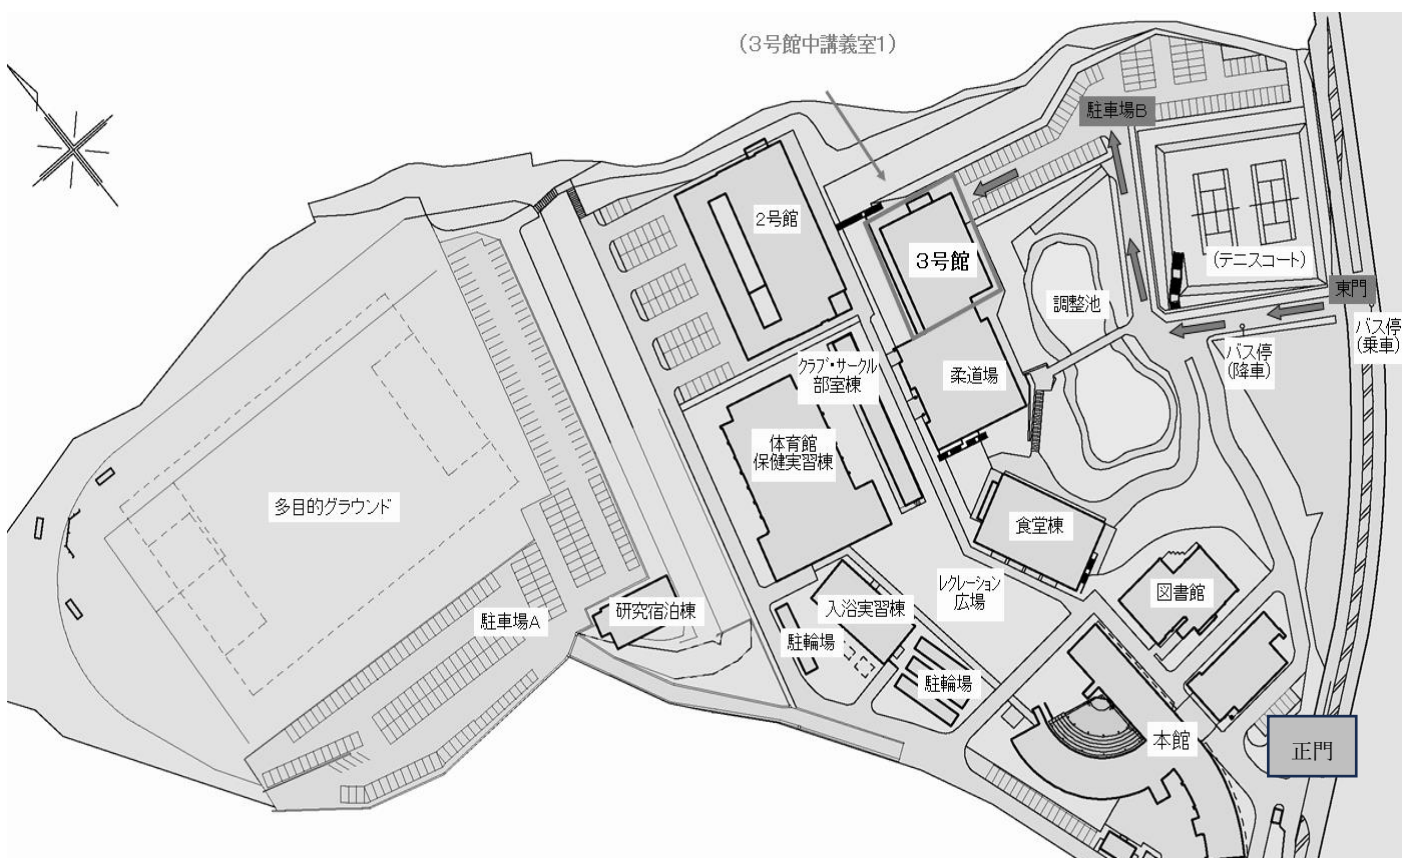 （3号館中講義室1）
駐車場B
2号館
3号館
（テニスコート）
調整池
東門
バス停
（乗車）
バス停
（降車）
クラブ・サークル
部室棟
柔道場
体育館
保健実習棟
多目的グラウンド
食堂棟
図書館
レクレーション
広場
研究宿泊棟
入浴実習棟
駐車場A
駐輪場
駐輪場
本館
正門